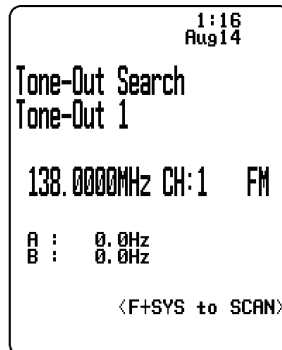 1:16
Aug14
Tone-Out Search
Tone-Out 1
138.0000MHz CH:1 FM
A : 0.0Hz
B : 0.0Hz
<F+SYS to SCAN>